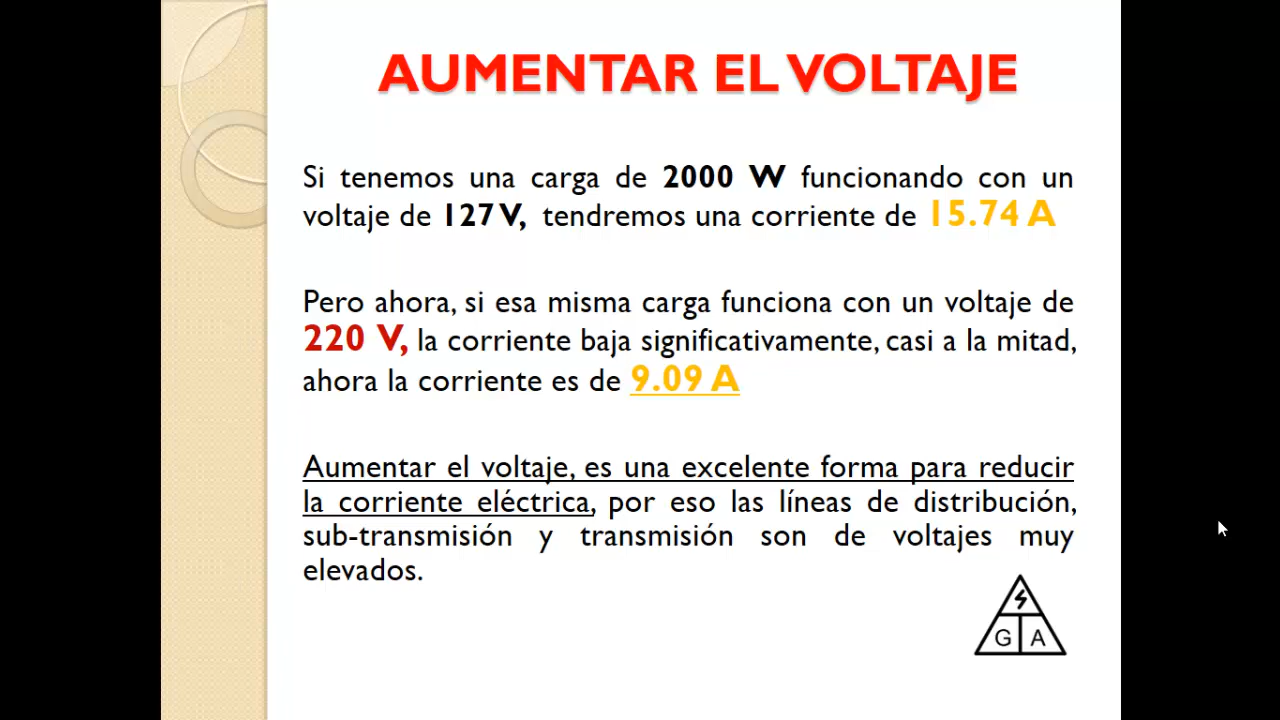 AUMENTAR EL VOLTAJE
Si tenemos una carga de 2000 W funcionando con un
voltaje de 127 V, tendremos una corriente de 15.74 A
Pero ahora, si esa misma carga funciona con un voltaje de
220 V, la corriente baja significativamente, casi a la mitad,
ahora la corriente es de 9.09 A
Aumentar el voltaje, es una excelente forma para reducir
la corriente eléctrica, por eso las líneas de distribución,
sub-transmisión y transmisión son de voltajes muy
elevados.
G A